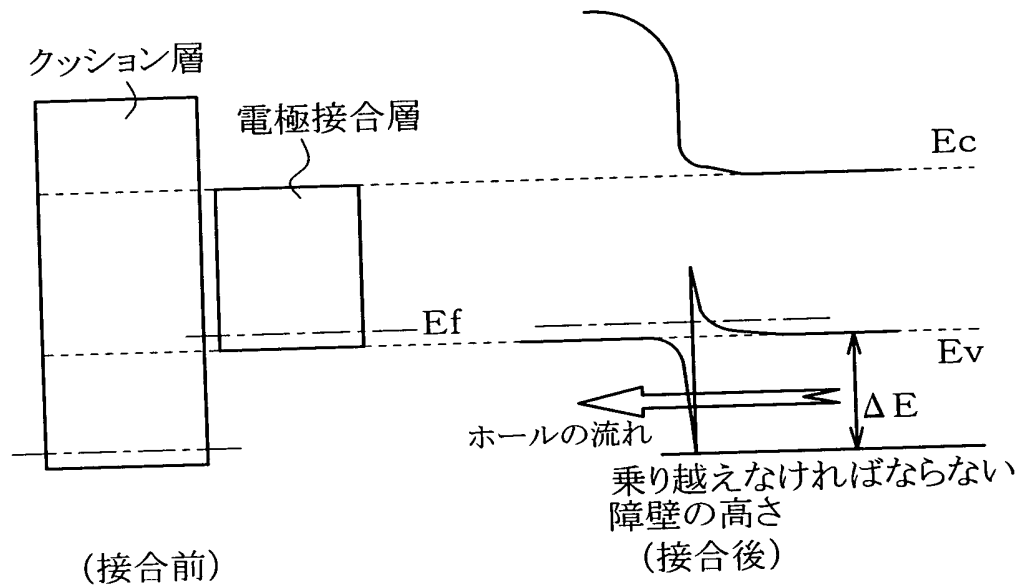 クッション層
電極接合層
Ec
Ef
Ev
ΔE
ホールの流れ
乗り越えなければならない
障壁の高さ
(接合前)
(接合後)